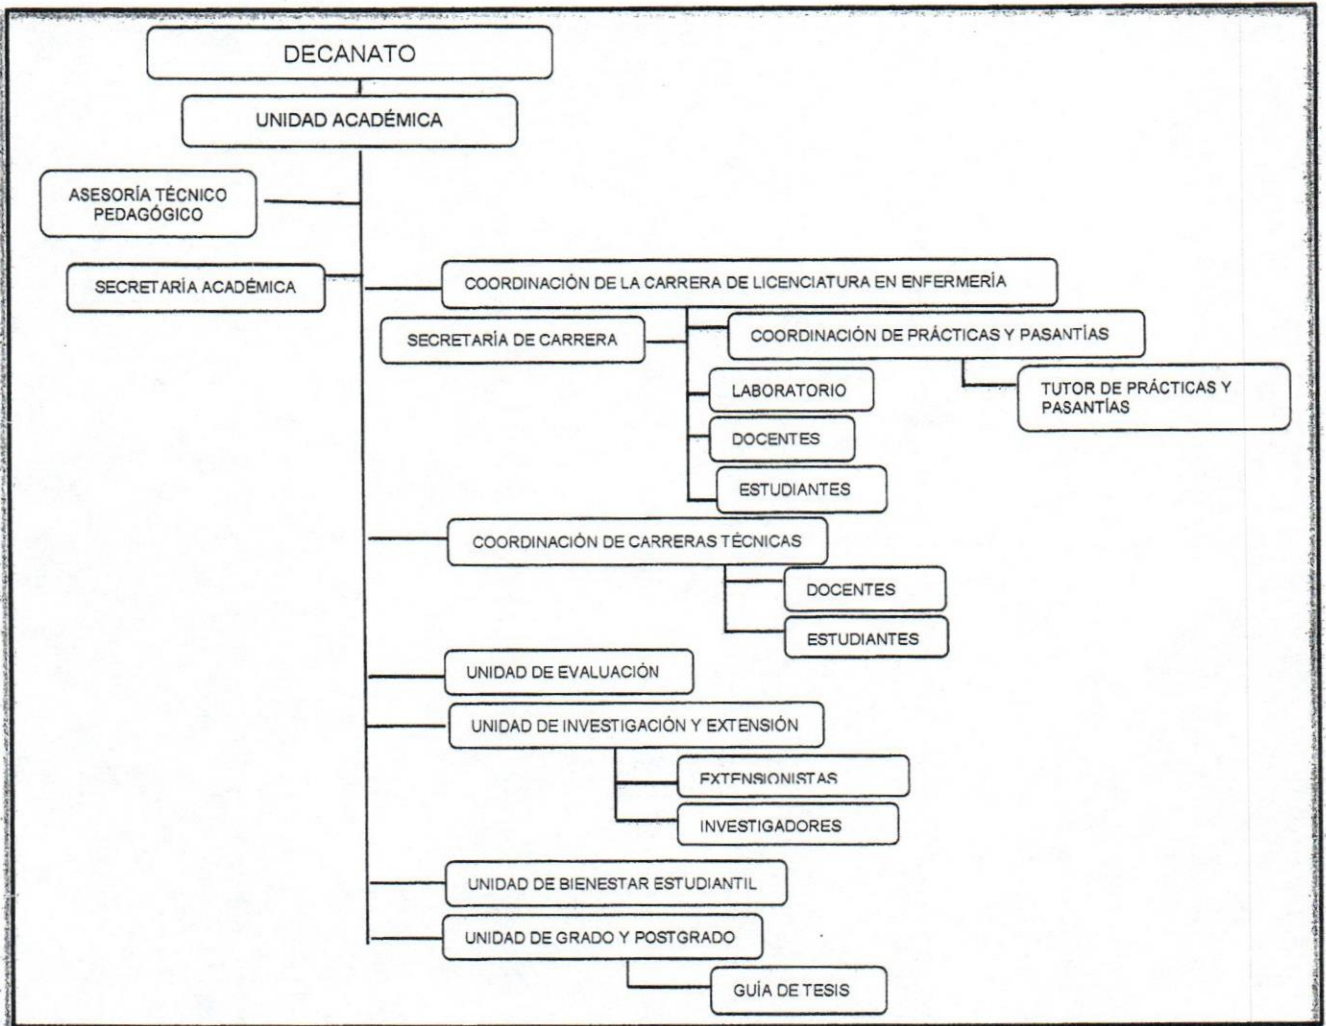 DECANATO
UNIDAD ACADÉMICA
ASESORÍA TÉCNICO
PEDAGÓGICO
SECRETARÍA ACADÉMICA
COORDINACIÓN DE LA CARRERA DE LICENCIATURA EN ENFERMERÍA
SECRETARÍA DE CARRERA
COORDINACIÓN DE PRÁCTICAS Y PASANTÍAS
TUTOR DE PRÁCTICAS Y
PASANTÍAS
LABORATORIO
DOCENTES
ESTUDIANTES
COORDINACIÓN DE CARRERAS TÉCNICAS
DOCENTES
ESTUDIANTES
UNIDAD DE EVALUACIÓN
UNIDAD DE INVESTIGACIÓN Y EXTENSIÓN
EXTENSIONISTAS
INVESTIGADORES
UNIDAD DE BIENESTAR ESTUDIANTIL
UNIDAD DE GRADO Y POSTGRADO
GUÍA DE TESIS